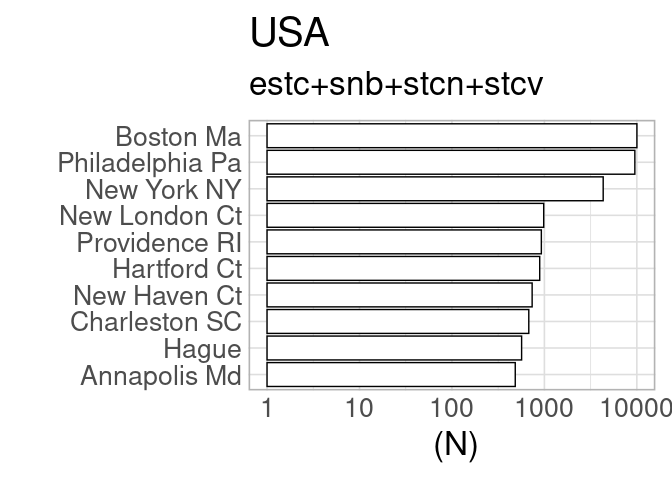 USA
estc+snb+stcn+stcv
Boston Ma
Philadelphia Pa
New York NY
New London Ct
Providence RI
Hartford Ct
New Haven Ct
Charleston SC
Hague
Annapolis Md
1 10 100 1000 10000
(N)